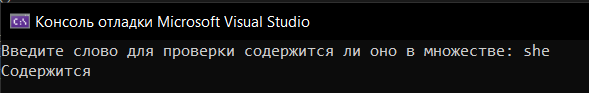 C:\ Консоль отладки Microsoft Visual Studio
Введите слово для проверки содержится ли оно в множестве: she
Содержится